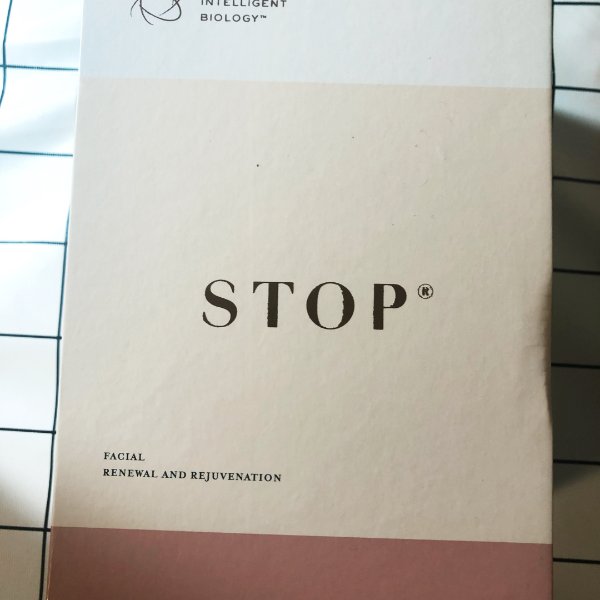 INTELLIGENT
BIOLOGY™
STOP®
FACIAL
RENEWAL AND REJUVENATION